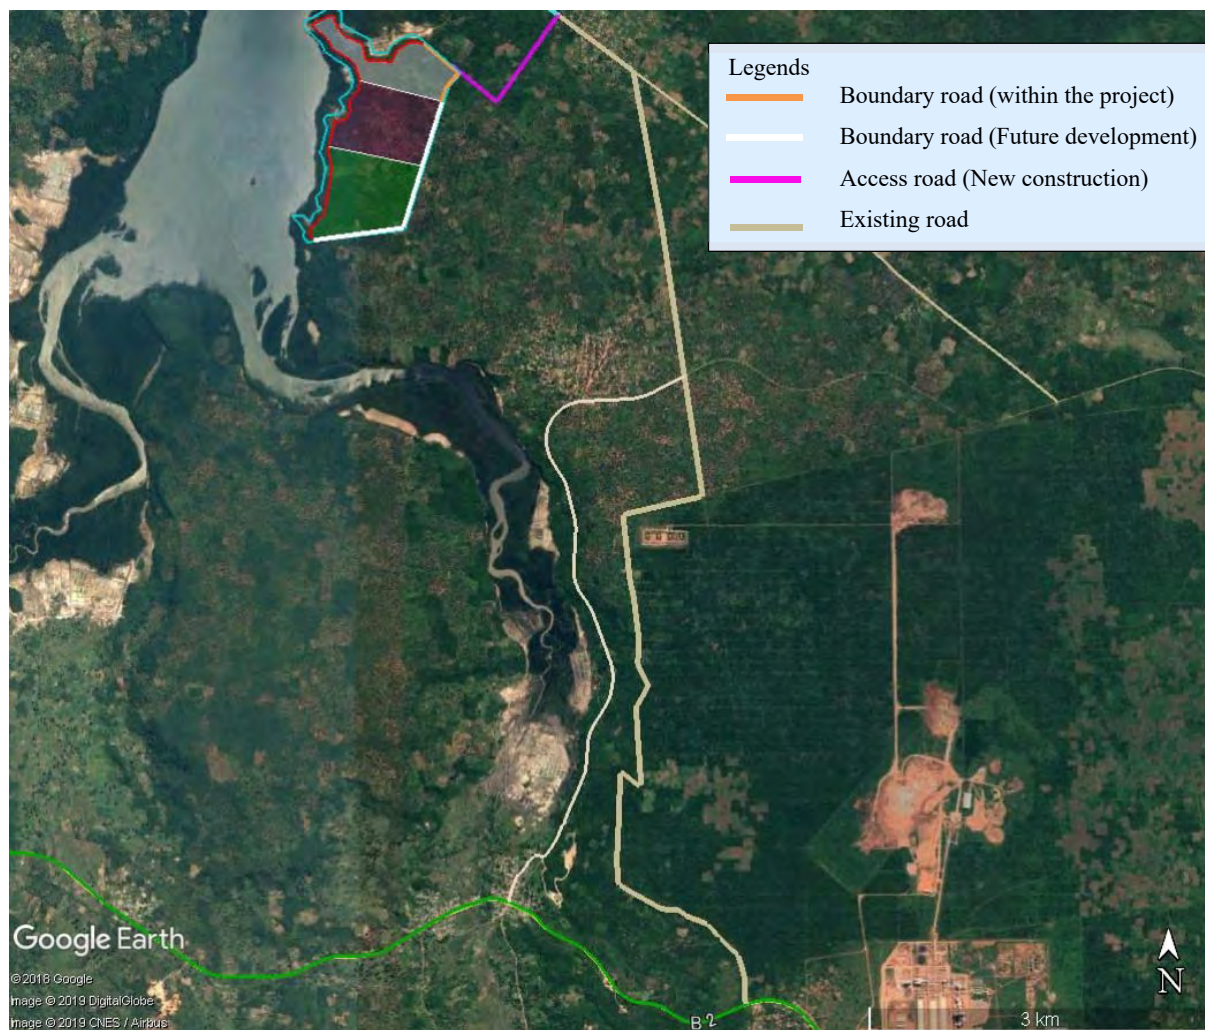 Legends
Boundary road (within the project)
Boundary road (Future development)
Access road (New construction)
Existing road
Google Earth
©2018 Google
Image © 2019 DigitalGlobe
Image © 2019 CNES / Airbus
B 2
3 km
N